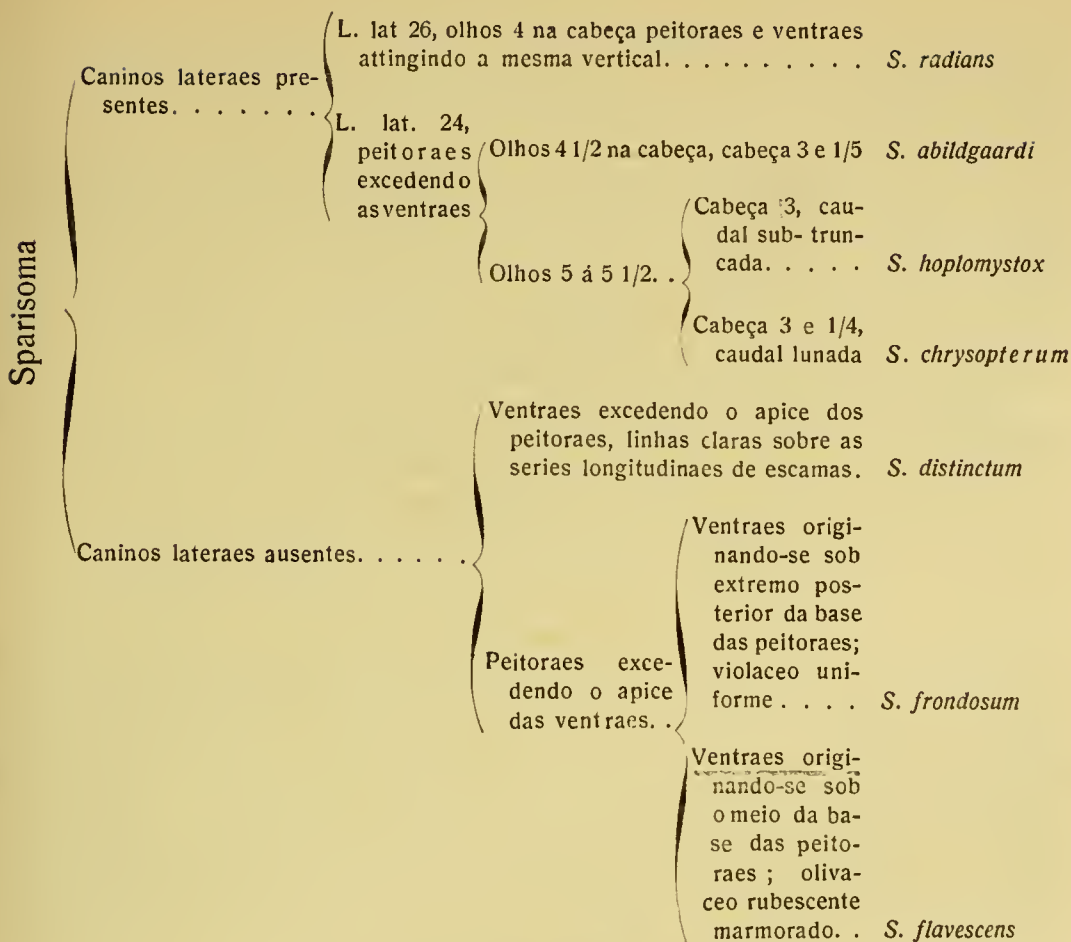 Sparisoma
Caninos lateraes pre-
sentes. . . . . . .
L. lat 26, olhos 4 na cabeça peitoraes e ventraes
attingindo a mesma vertical. . . . . . . . . . S. radians
L. lat. 24,
peitoraes
excedendo
asventraes
Olhos 4 1/2 na cabeça, cabeça 3 e 1/5 S. abildgaardi
Olhos 5 á 5 1/2. .
Cabeça 3, cau-
dal sub- trun-
cada. . . . . S. hoplomystox
Cabeça 3 e 1/4,
caudal lunada S. chrysopterum
Caninos lateraes ausentes. . . . . .
Ventraes excedendo o apice dos
peitoraes, linhas claras sobre as
series longitudinaes de escamas. S. distinctum
Peitoraes exce-
dendo o apice
das ventraes. .
Ventraes origi-
nando-se sob
extremo pos-
terior da base
das peitoraes;
violaceo uni-
forme . . . . S. frondosum
Ventraes origi-
nando-se sob
o meio da ba-
se das peito-
raes ; oliva-
ceo rubescente
marmorado. . S. flavescens